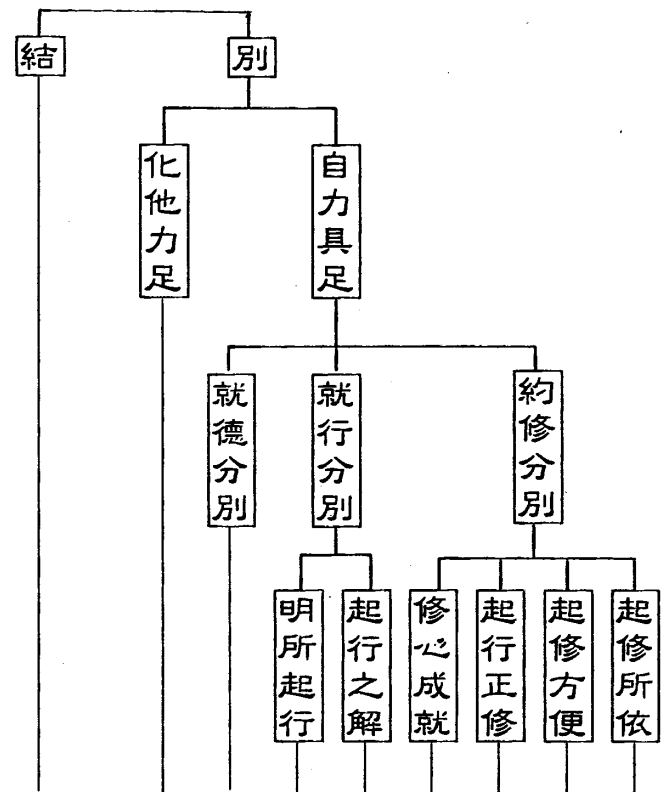 別
結
自力具足
化他力足
約修分別
就行分別
就德分別
起修所依
起修方便
起行正修
修心成就
起行之解
明所起行